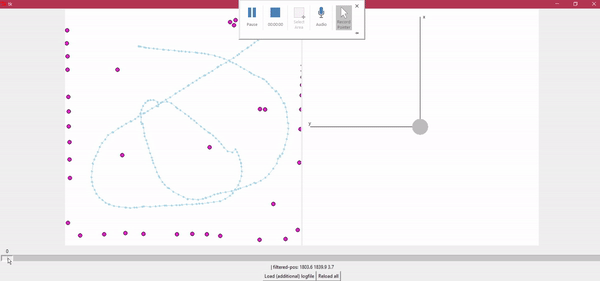 tk
Pause
00:00:00
Select
Area
Audio
Record
Pointer
x
y
0
| filtered-pos: 1803.6 1839.9 3.7
Load (additional) logfile Reload all